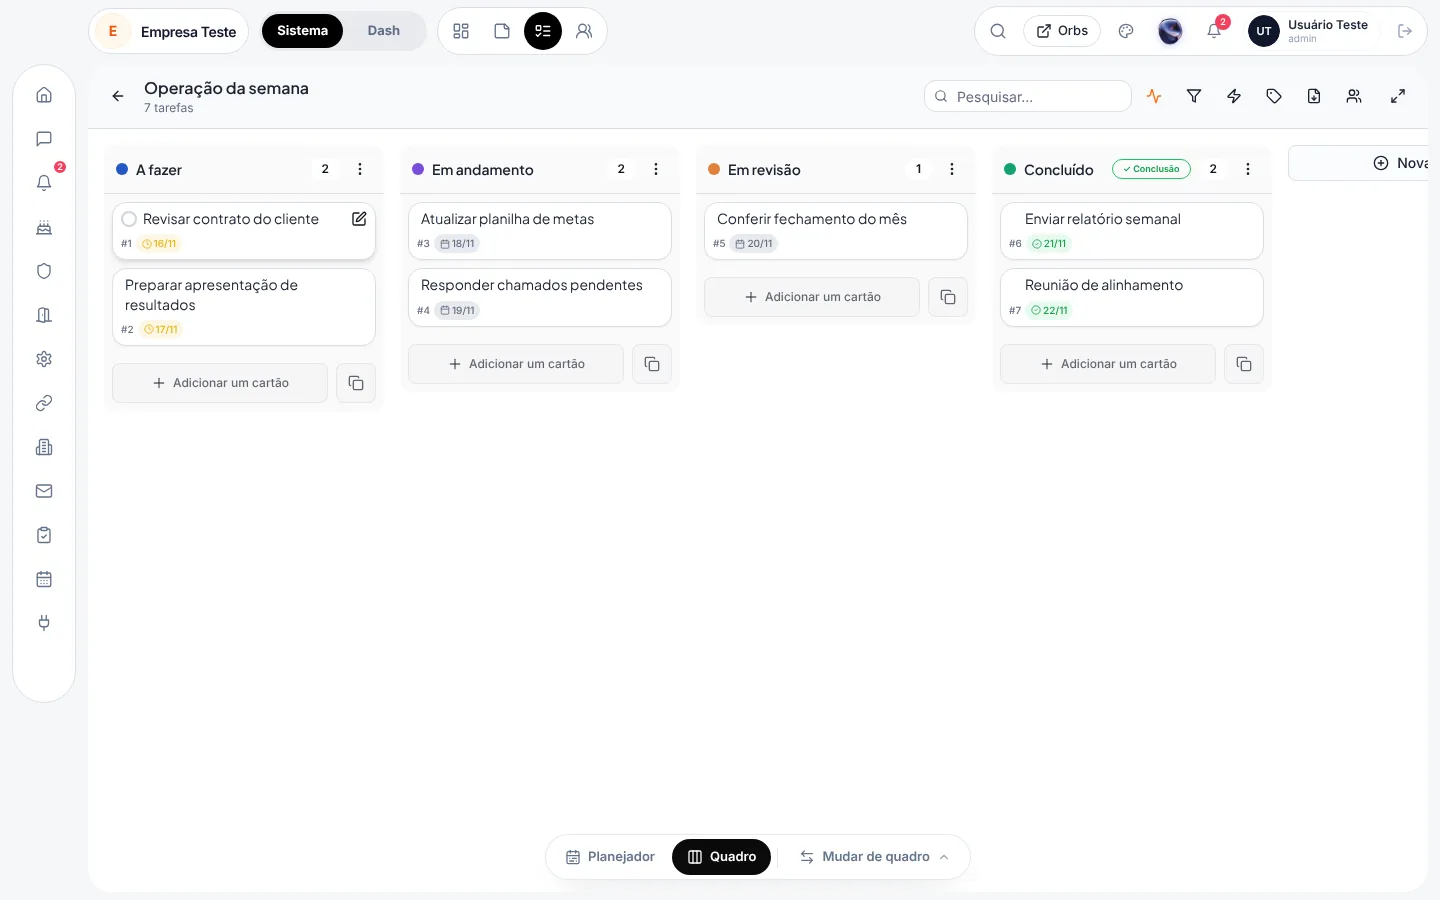 E Empresa Teste
Sistema
Dash
Orbs
2
UT
Usuário Teste
admin
2
Operação da semana
7 tarefas
Pesquisar...
A fazer
2
Revisar contrato do cliente
#1 16/11
Preparar apresentação de
resultados
#2 17/11
Adicionar um cartão
Em andamento
2
Atualizar planilha de metas
#3 18/11
Responder chamados pendentes
#4 19/11
Adicionar um cartão
Em revisão
1
Conferir fechamento do mês
#5 20/11
Adicionar um cartão
Concluído
Conclusão
2
Enviar relatório semanal
#6 21/11
Reunião de alinhamento
#7 22/11
Adicionar um cartão
Nova
Planejador
Quadro
Mudar de quadro